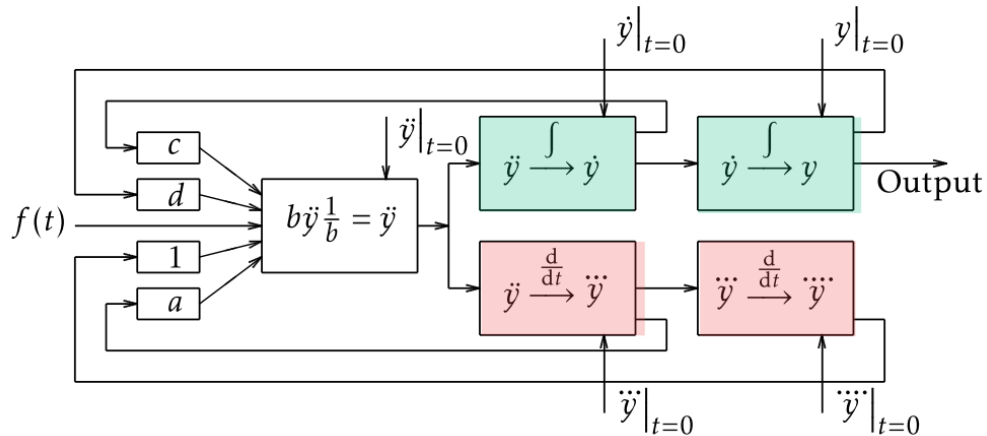 ẏ|ₜ₌₀
y|ₜ₌₀
c
d
f(t)
1
a
ÿ|ₜ₌₀
bÿ 1/b = ÿ
ÿ ∫⟶ ẏ
ẏ ∫⟶ y
Output
ÿ d/dt⟶ y⃛
y⃛ d/dt⟶ y⃜
y⃛|ₜ₌₀
y⃜|ₜ₌₀